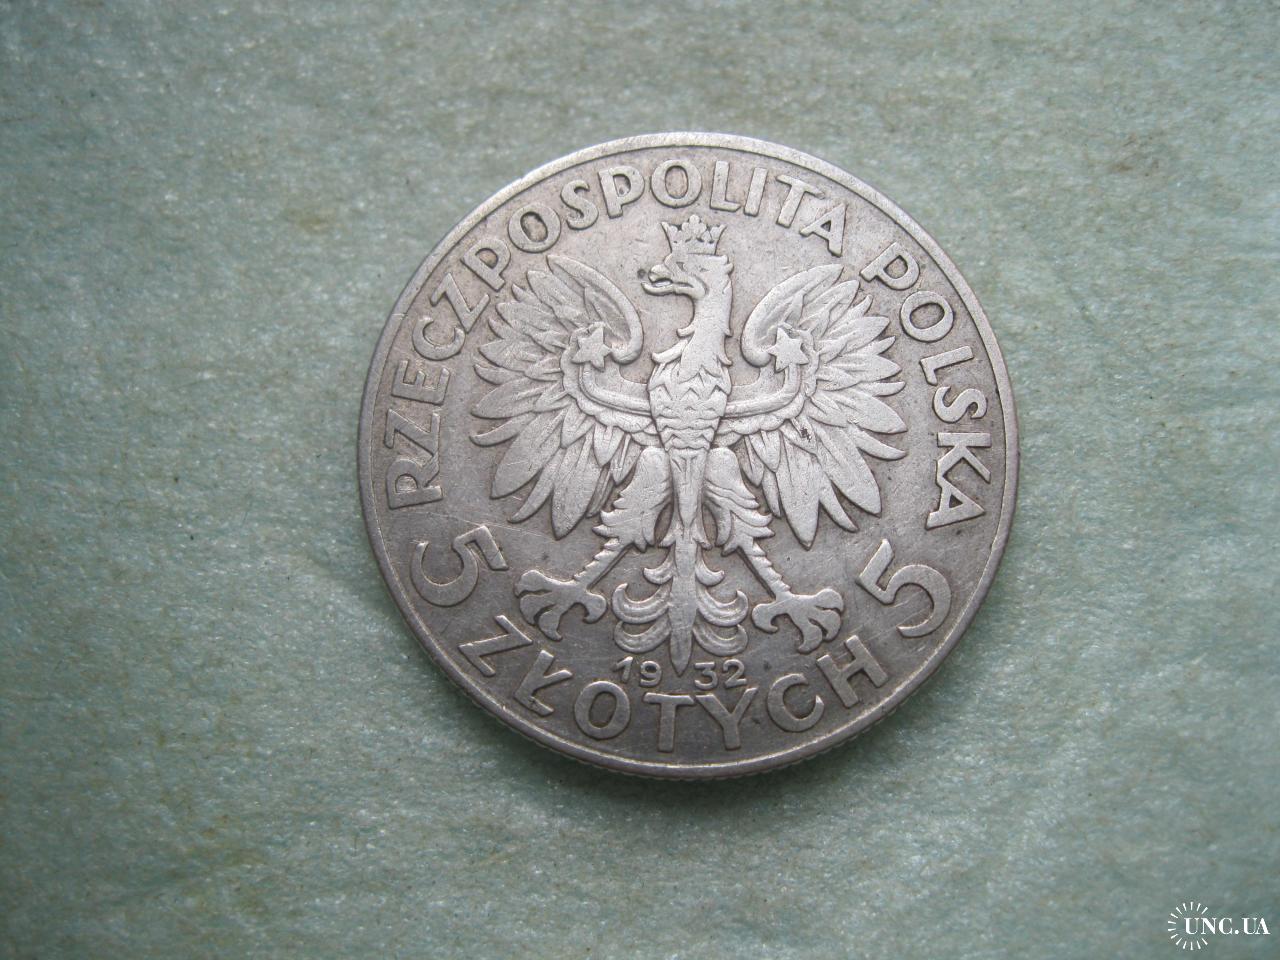 RZECZPOSPOLITA POLSKA
5 ZŁOTYCH 5
1932
UNC.UA